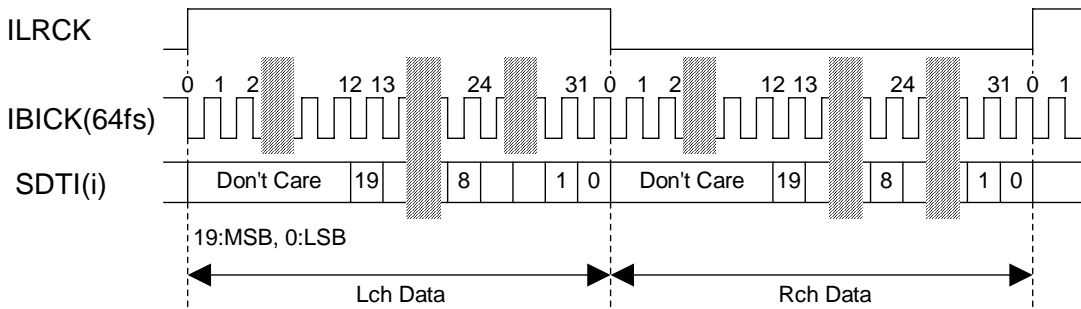 ILRCK
0 1 2 12 13 24 31 0 1 2 12 13 24 31 0 1
IBICK(64fs)
SDTI(i) Don't Care 19 8 1 0 Don't Care 19 8 1 0
19:MSB, 0:LSB
Lch Data Rch Data